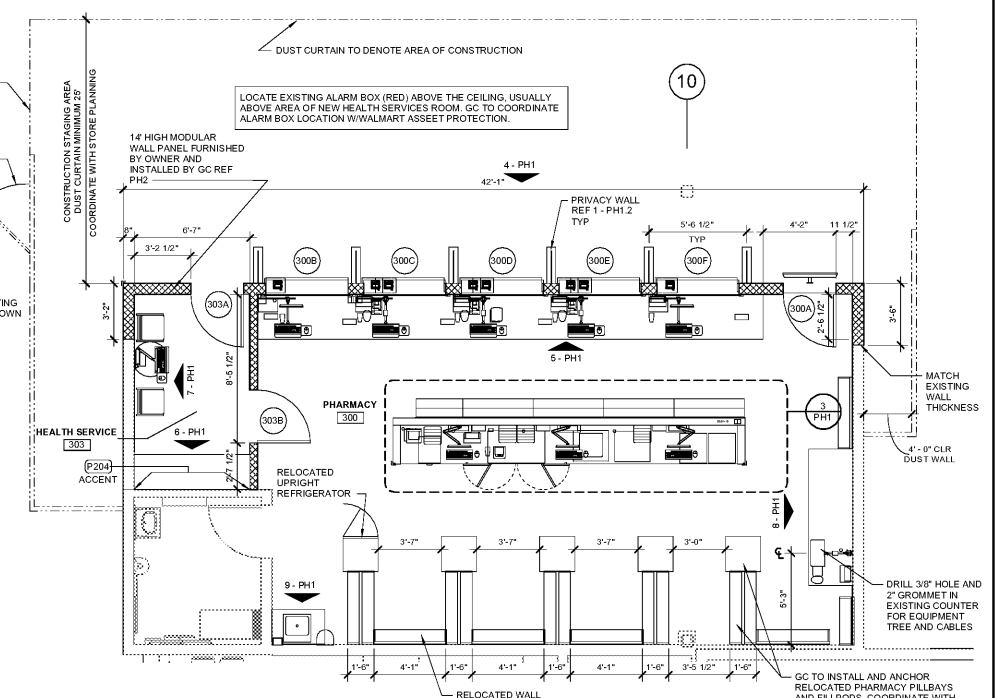 DUST CURTAIN TO DENOTE AREA OF CONSTRUCTION
10
CONSTRUCTION STAGING AREA
DUST CURTAIN MINIMUM 25'
COORDINATE WITH STORE PLANNING
LOCATE EXISTING ALARM BOX (RED) ABOVE THE CEILING, USUALLY
ABOVE AREA OF NEW HEALTH SERVICES ROOM. GC TO COORDINATE
ALARM BOX LOCATION W/WALMART ASSEET PROTECTION.
14' HIGH MODULAR
WALL PANEL FURNISHED
BY OWNER AND
INSTALLED BY GC REF
PH2
4 - PH1
42'-1"
PRIVACY WALL
REF 1 - PH1.2
TYP
8"
6'-7"
3'-2 1/2"
5'-6 1/2"
TYP
4'-2"
11 1/2"
300B
300C
300D
300E
300F
303A
300A
2'-6 1/2"
3'-2"
3'-6"
OWN
5 - PH1
7 - PH1
8'-5 1/2"
MATCH
EXISTING
WALL
THICKNESS
PHARMACY
300
3
PH1
303B
HEALTH SERVICE
303
6 - PH1
P204
ACCENT
2'-7 1/2"
4' - 0" CLR
DUST WALL
RELOCATED
UPRIGHT
REFRIGERATOR
8 - PH1
3'-7"
3'-7"
3'-7"
3'-0"
CL
5'-3"
9 - PH1
DRILL 3/8" HOLE AND
2" GROMMET IN
EXISTING COUNTER
FOR EQUIPMENT
TREE AND CABLES
1'-6"
4'-1"
1'-6"
4'-1"
1'-6"
4'-1"
1'-6"
3'-5 1/2"
1'-6"
RELOCATED WALL
GC TO INSTALL AND ANCHOR
RELOCATED PHARMACY PILLBAYS
AND FILL PODS. COORDINATE WITH